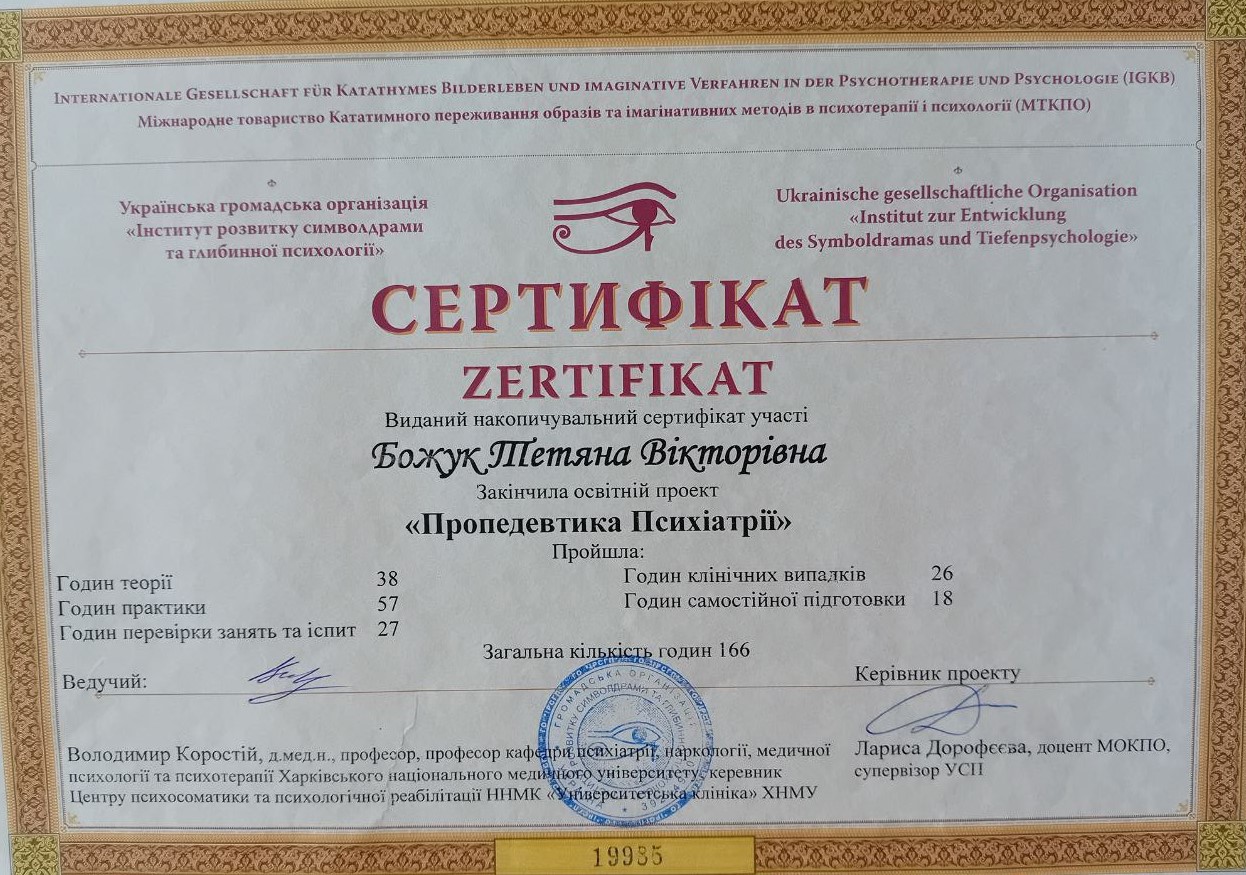 Internationale Gesellschaft für Katathymes Bilderleben und imaginative Verfahren in der Psychotherapie und Psychologie (IGKB)
Міжнародне товариство Кататимного переживання образів та імагінативних методів в психотерапії і психології (МТКПО)
Українська громадська організація
«Інститут розвитку символдрами
та глибинної психології»
Ukrainische gesellschaftliche Organisation
«Institut zur Entwicklung
des Symboldramas und Tiefenpsychologie»
СЕРТИФІКАТ
ZERTIFIKAT
Виданий накопичувальний сертифікат участі
Божук Тетяна Вікторівна
Закінчила освітній проект
«Пропедевтика Психіатрії»
Пройшла:
Годин теорії 38
Годин практики 57
Годин перевірки занять та іспит 27
Годин клінічних випадків 26
Годин самостійної підготовки 18
Загальна кількість годин 166
Ведучий:
Володимир Коростій, д.мед.н., професор, професор кафедри психіатрії, наркології, медичної
психології та психотерапії Харківського національного медичного університету, керевник
Центру психосоматики та психологічної реабілітації ННМК «Університетська клініка» ХНМУ
Керівник проекту
Лариса Дорофєєва, доцент МОКПО,
супервізор УСП
ГРОМАДСЬКА ОРГАНІЗАЦІЯ
19985